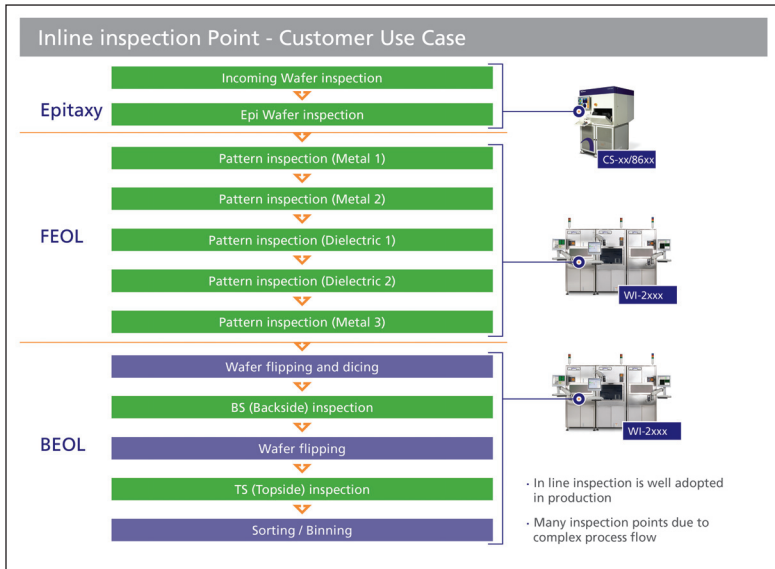 Inline inspection Point - Customer Use Case
Epitaxy
Incoming Wafer inspection
Epi Wafer inspection
CS-xx/86xx
FEOL
Pattern inspection (Metal 1)
Pattern inspection (Metal 2)
Pattern inspection (Dielectric 1)
Pattern inspection (Dielectric 2)
Pattern inspection (Metal 3)
WI-2xxx
BEOL
Wafer flipping and dicing
BS (Backside) inspection
Wafer flipping
TS (Topside) inspection
Sorting / Binning
WI-2xxx
· In line inspection is well adopted
in production
· Many inspection points due to
complex process flow